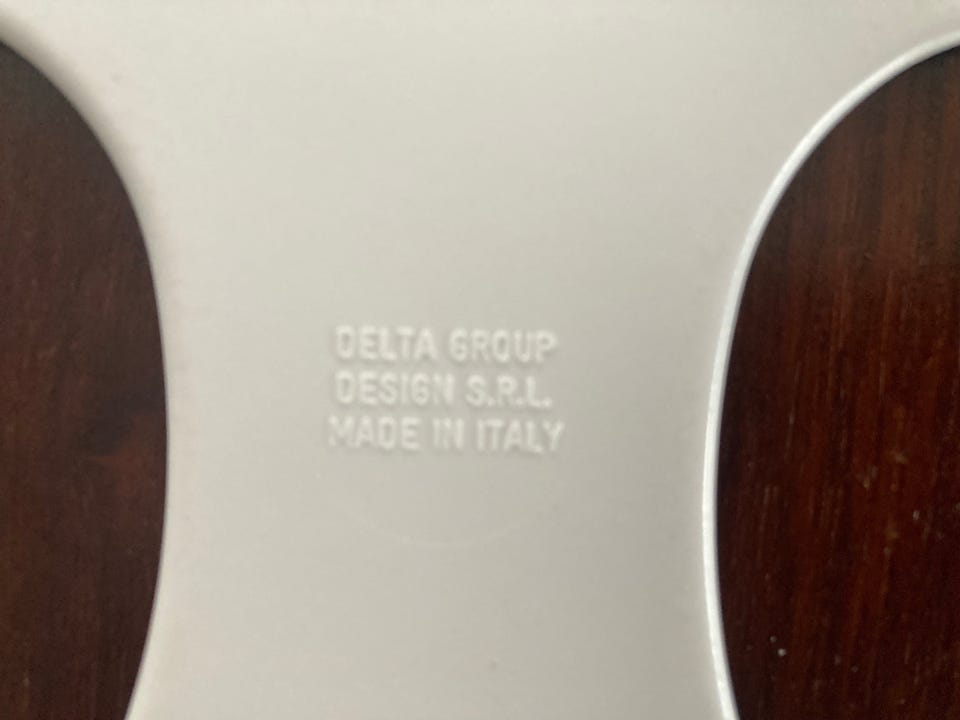 DELTA GROUP
DESIGN S.R.L.
MADE IN ITALY